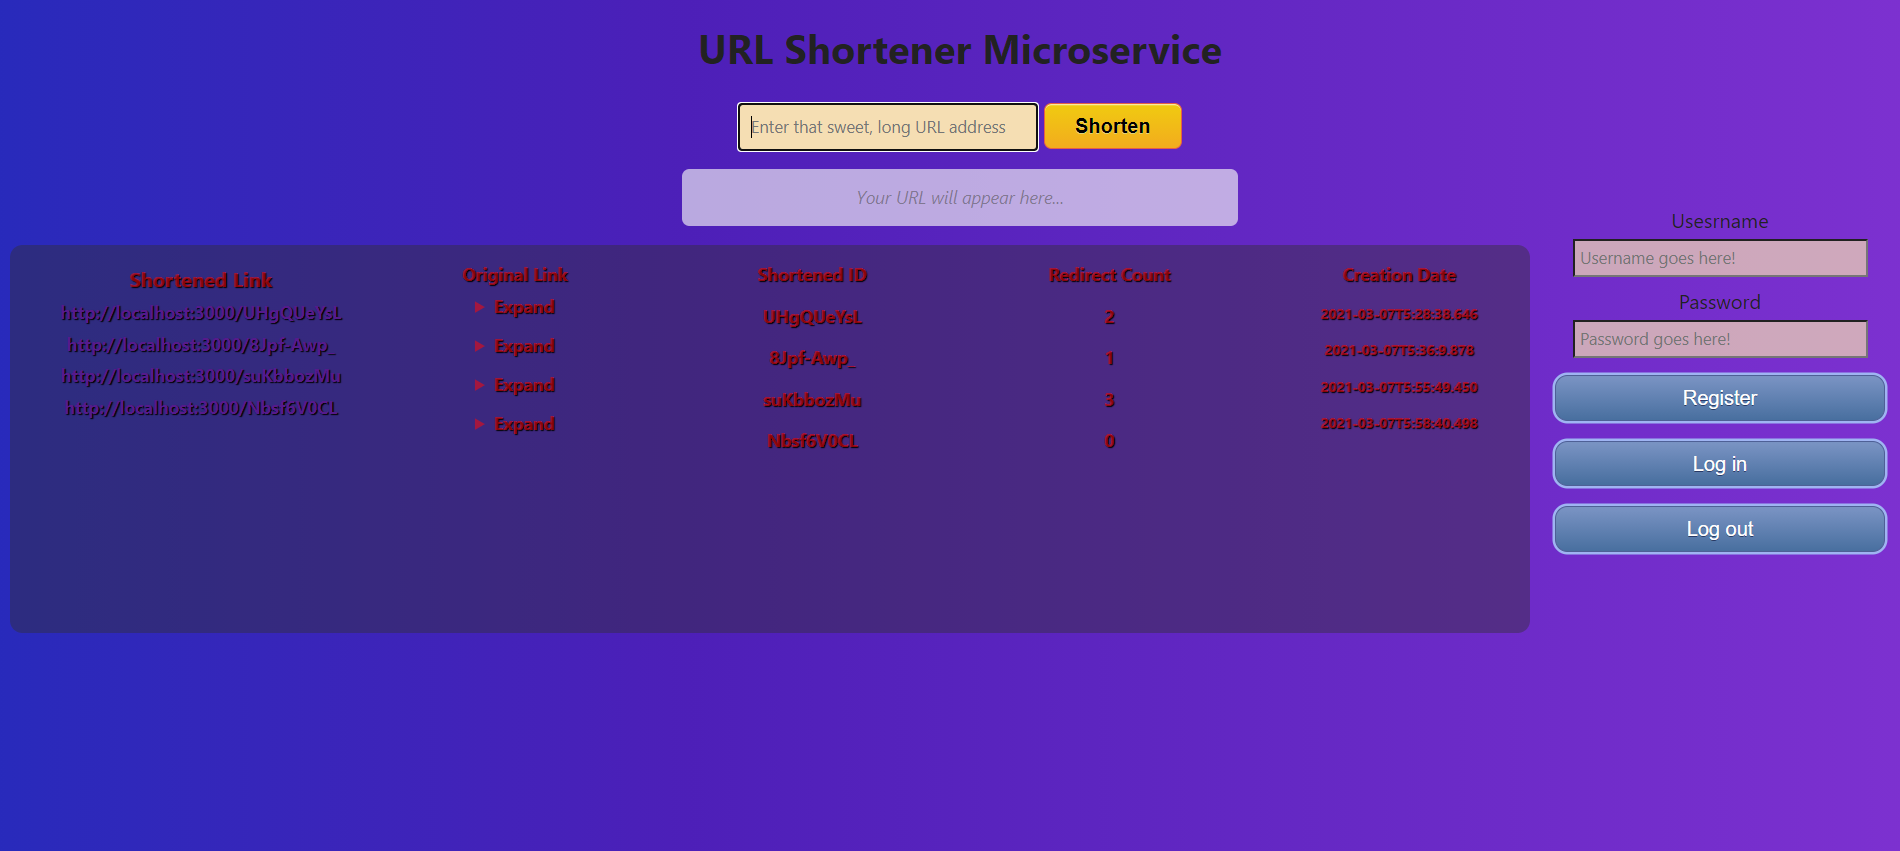 URL Shortener Microservice
Enter that sweet, long URL address
Shorten
Your URL will appear here...
Shortened Link Original Link Shortened ID Redirect Count Creation Date
http://localhost:3000/UHgQUeYsL Expand UHgQUeYsL 2 2021-03-07T5:28:38.646
http://localhost:3000/8Jpf-Awp_ Expand 8Jpf-Awp_ 1 2021-03-07T5:36:9.878
http://localhost:3000/suKbbozMu Expand suKbbozMu 3 2021-03-07T5:55:49.450
http://localhost:3000/Nbsf6V0CL Expand Nbsf6V0CL 0 2021-03-07T5:58:40.498
Usesrname
Username goes here!
Password
Password goes here!
Register
Log in
Log out